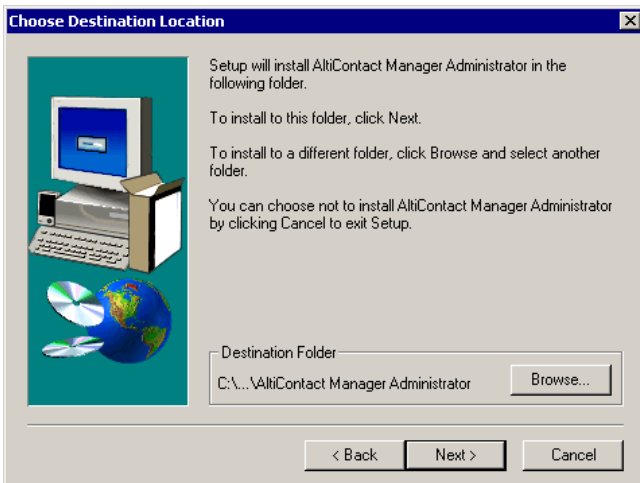 Choose Destination Location
Setup will install AltiContact Manager Administrator in the
following folder.
To install to this folder, click Next.
To install to a different folder, click Browse and select another
folder.
You can choose not to install AltiContact Manager Administrator
by clicking Cancel to exit Setup.
Destination Folder
C:\...\AltiContact Manager Administrator
Browse...
< Back
Next >
Cancel